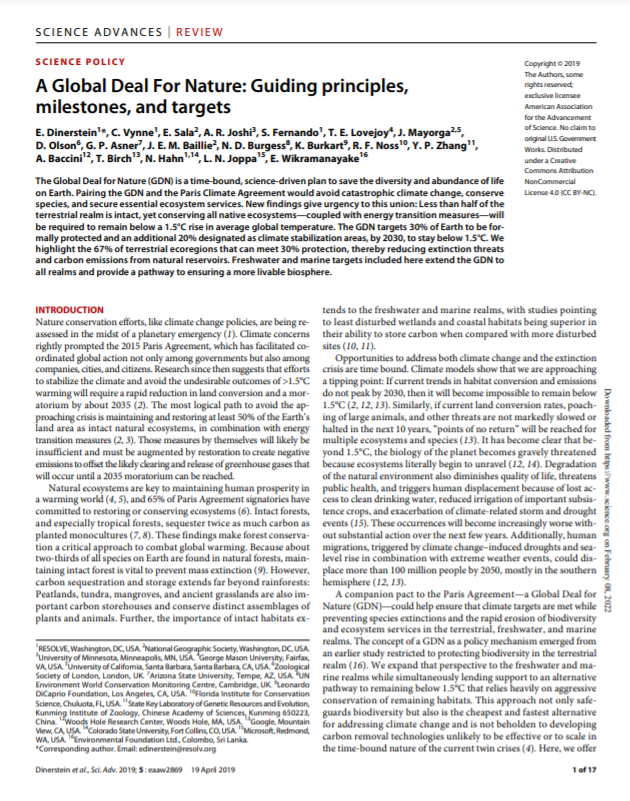 SCIENCE ADVANCES | REVIEW
SCIENCE POLICY
A Global Deal For Nature: Guiding principles,
milestones, and targets
E. Dinerstein1*, C. Vynne1, E. Sala2, A. R. Joshi3, S. Fernando1, T. E. Lovejoy4, J. Mayorga2,5,
D. Olson6, G. P. Asner7, J. E. M. Baillie2, N. D. Burgess8, K. Burkart9, R. F. Noss10, Y. P. Zhang11,
A. Baccini12, T. Birch13, N. Hahn1,14, L. N. Joppa15, E. Wikramanayake16
The Global Deal for Nature (GDN) is a time-bound, science-driven plan to save the diversity and abundance of life
on Earth. Pairing the GDN and the Paris Climate Agreement would avoid catastrophic climate change, conserve
species, and secure essential ecosystem services. New findings give urgency to this union: Less than half of the
terrestrial realm is intact, yet conserving all native ecosystems—coupled with energy transition measures—will
be required to remain below a 1.5°C rise in average global temperature. The GDN targets 30% of Earth to be for-
mally protected and an additional 20% designated as climate stabilization areas, by 2030, to stay below 1.5°C. We
highlight the 67% of terrestrial ecoregions that can meet 30% protection, thereby reducing extinction threats
and carbon emissions from natural reservoirs. Freshwater and marine targets included here extend the GDN to
all realms and provide a pathway to ensuring a more livable biosphere.
Copyright © 2019
The Authors, some
rights reserved;
exclusive licensee
American Association
for the Advancement
of Science. No claim to
original U.S. Government
Works. Distributed
under a Creative
Commons Attribution
NonCommercial
License 4.0 (CC BY-NC).
INTRODUCTION
Nature conservation efforts, like climate change policies, are being re-
assessed in the midst of a planetary emergency (1). Climate concerns
rightly prompted the 2015 Paris Agreement, which has facilitated co-
ordinated global action not only among governments but also among
companies, cities, and citizens. Research since then suggests that efforts
to stabilize the climate and avoid the undesirable outcomes of >1.5°C
warming will require a rapid reduction in land conversion and a mor-
atorium by about 2035 (2). The most logical path to avoid the ap-
proaching crisis is maintaining and restoring at least 50% of the Earth's
land area as intact natural ecosystems, in combination with energy
transition measures (2, 3). Those measures by themselves will likely be
insufficient and must be augmented by restoration to create negative
emissions to offset the likely clearing and release of greenhouse gases that
will occur until a 2035 moratorium can be reached.
Natural ecosystems are key to maintaining human prosperity in
a warming world (4, 5), and 65% of Paris Agreement signatories have
committed to restoring or conserving ecosystems (6). Intact forests,
and especially tropical forests, sequester twice as much carbon as
planted monocultures (7, 8). These findings make forest conserva-
tion a critical approach to combat global warming. Because about
two-thirds of all species on Earth are found in natural forests, main-
taining intact forest is vital to prevent mass extinction (9). However,
carbon sequestration and storage extends far beyond rainforests:
Peatlands, tundra, mangroves, and ancient grasslands are also im-
portant carbon storehouses and conserve distinct assemblages of
plants and animals. Further, the importance of intact habitats ex-
1RESOLVE, Washington, DC, USA. 2National Geographic Society, Washington, DC, USA.
3University of Minnesota, Minneapolis, MN, USA. 4George Mason University, Fairfax,
VA, USA. 5University of California, Santa Barbara, Santa Barbara, CA, USA. 6Zoological
Society of London, London, UK. 7Arizona State University, Tempe, AZ, USA. 8UN
Environment World Conservation Monitoring Centre, Cambridge, UK. 9Leonardo
DiCaprio Foundation, Los Angeles, CA, USA. 10Florida Institute for Conservation
Science, Chuluota, FL, USA. 11State Key Laboratory of Genetic Resources and Evolution,
Kunming Institute of Zoology, Chinese Academy of Sciences, Kunming 650223,
China. 12Woods Hole Research Center, Woods Hole, MA, USA. 13Google, Mountain
View, CA, USA. 14Colorado State University, Fort Collins, CO, USA. 15Microsoft, Redmond,
WA, USA. 16Environmental Foundation Ltd., Colombo, Sri Lanka.
*Corresponding author. Email: edinerstein@resolv.org
tends to the freshwater and marine realms, with studies pointing
to least disturbed wetlands and coastal habitats being superior in
their ability to store carbon when compared with more disturbed
sites (10, 11).
Opportunities to address both climate change and the extinction
crisis are time bound. Climate models show that we are approaching
a tipping point: If current trends in habitat conversion and emissions
do not peak by 2030, then it will become impossible to remain below
1.5°C (2, 12, 13). Similarly, if current land conversion rates, poach-
ing of large animals, and other threats are not markedly slowed or
halted in the next 10 years, "points of no return" will be reached for
multiple ecosystems and species (13). It has become clear that be-
yond 1.5°C, the biology of the planet becomes gravely threatened
because ecosystems literally begin to unravel (12, 14). Degradation
of the natural environment also diminishes quality of life, threatens
public health, and triggers human displacement because of lost ac-
cess to clean drinking water, reduced irrigation of important subsis-
tence crops, and exacerbation of climate-related storm and drought
events (15). These occurrences will become increasingly worse with-
out substantial action over the next few years. Additionally, human
migrations, triggered by climate change–induced droughts and sea-
level rise in combination with extreme weather events, could dis-
place more than 100 million people by 2050, mostly in the southern
hemisphere (12, 13).
A companion pact to the Paris Agreement—a Global Deal for
Nature (GDN)—could help ensure that climate targets are met while
preventing species extinctions and the rapid erosion of biodiversity
and ecosystem services in the terrestrial, freshwater, and marine
realms. The concept of a GDN as a policy mechanism emerged from
an earlier study restricted to protecting biodiversity in the terrestrial
realm (16). We expand that perspective to the freshwater and ma-
rine realms while simultaneously lending support to an alternative
pathway to remaining below 1.5°C that relies heavily on aggressive
conservation of remaining habitats. This approach not only safe-
guards biodiversity but also is the cheapest and fastest alternative
for addressing climate change and is not beholden to developing
carbon removal technologies unlikely to be effective or to scale in
the time-bound nature of the current twin crises (4). Here, we offer
Downloaded from https://www.science.org on February 08, 2022
Dinerstein et al., Sci. Adv. 2019; 5 : eaaw2869 19 April 2019
1 of 17